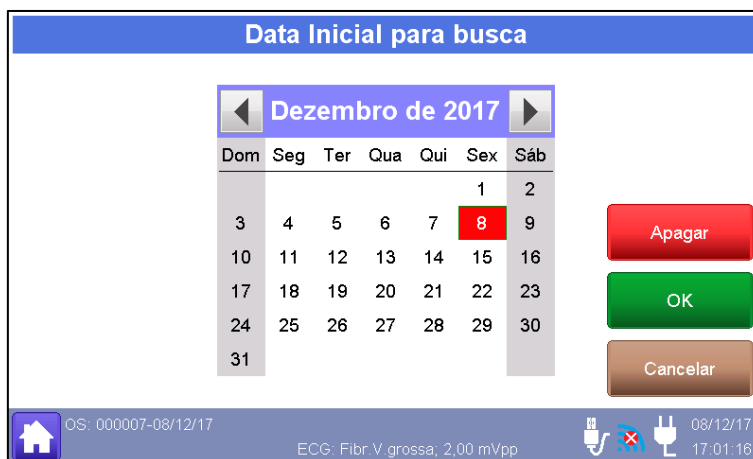 Data Inicial para busca
Dezembro de 2017
Dom Seg Ter Qua Qui Sex Sáb
1 2
3 4 5 6 7 8 9
10 11 12 13 14 15 16
17 18 19 20 21 22 23
24 25 26 27 28 29 30
31
Apagar
OK
Cancelar
OS: 000007-08/12/17
ECG: Fibr.V.grossa; 2,00 mVpp
08/12/17
17:01:16